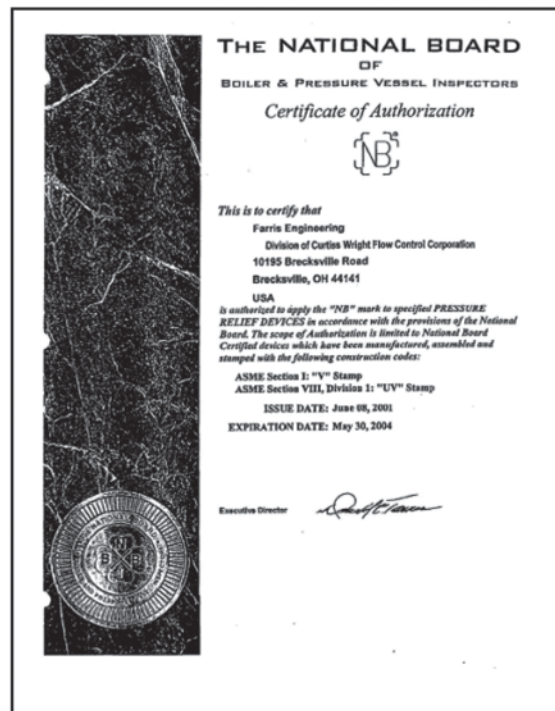 THE NATIONAL BOARD
OF
BOILER & PRESSURE VESSEL INSPECTORS
Certificate of Authorization
NB
This is to certify that
Farris Engineering
Division of Curtiss Wright Flow Control Corporation
10195 Brecksville Road
Brecksville, OH 44141
USA
is authorized to apply the "NB" mark to specified PRESSURE
RELIEF DEVICES in accordance with the provisions of the National
Board. The scope of Authorization is limited to National Board
Certified devices which have been manufactured, assembled and
stamped with the following construction codes:
ASME Section I: "V" Stamp
ASME Section VIII, Division 1: "UV" Stamp
ISSUE DATE: June 08, 2001
EXPIRATION DATE: May 30, 2004
Executive Director
N
B B